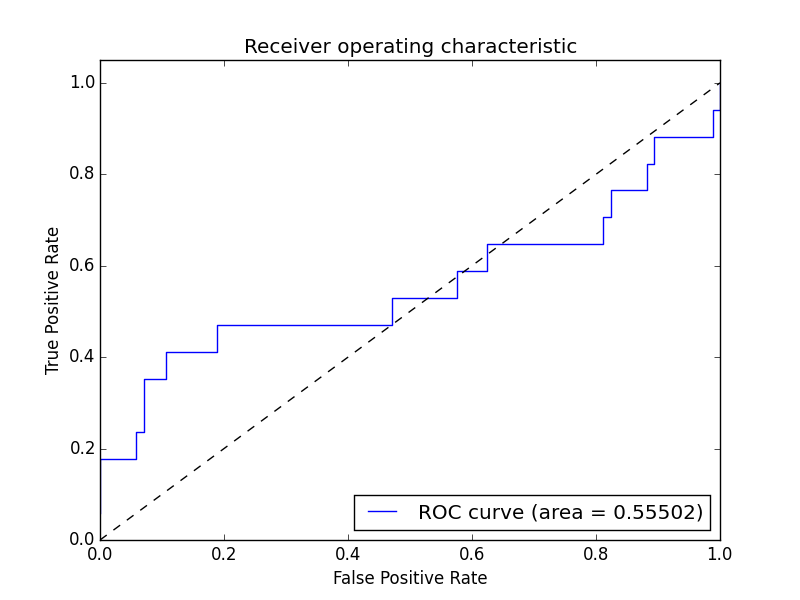 Receiver operating characteristic
1.0
0.8
0.6
0.4
0.2
0.0
True Positive Rate
ROC curve (area = 0.55502)
0.0 0.2 0.4 0.6 0.8 1.0
False Positive Rate